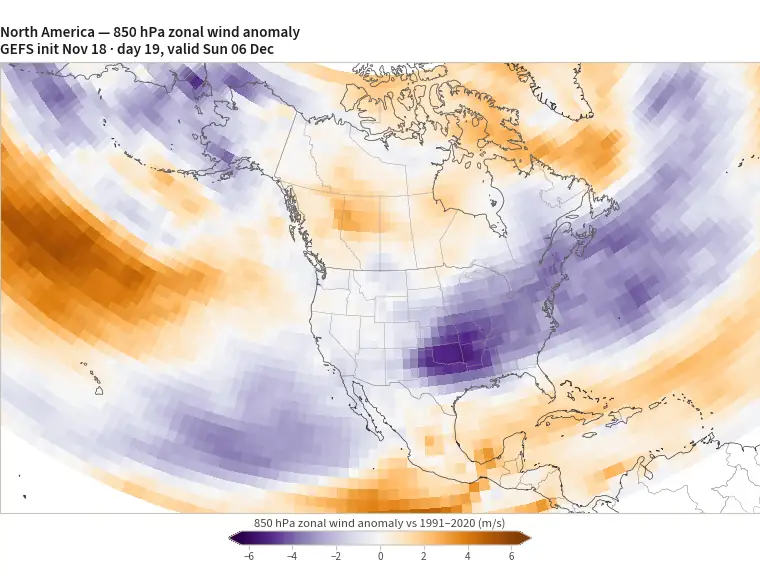 North America — 850 hPa zonal wind anomaly
GEFS init Nov 18 · day 19, valid Sun 06 Dec
850 hPa zonal wind anomaly vs 1991–2020 (m/s)
−6 −4 −2 0 2 4 6